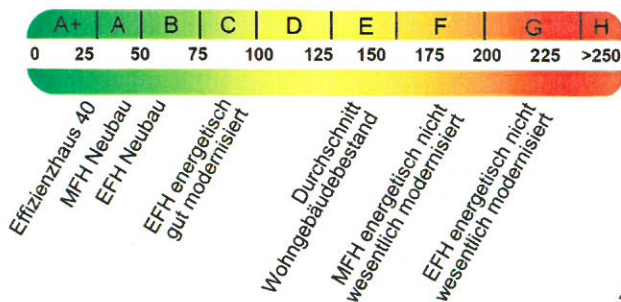 A+ A B C D E F G H
0 25 50 75 100 125 150 175 200 225 >250
Effizienzhaus 40
MFH Neubau
EFH Neubau
EFH energetisch
gut modernisiert
Durchschnitt
Wohngebäudebestand
MFH energetisch nicht
wesentlich modernisiert
EFH energetisch nicht
wesentlich modernisiert